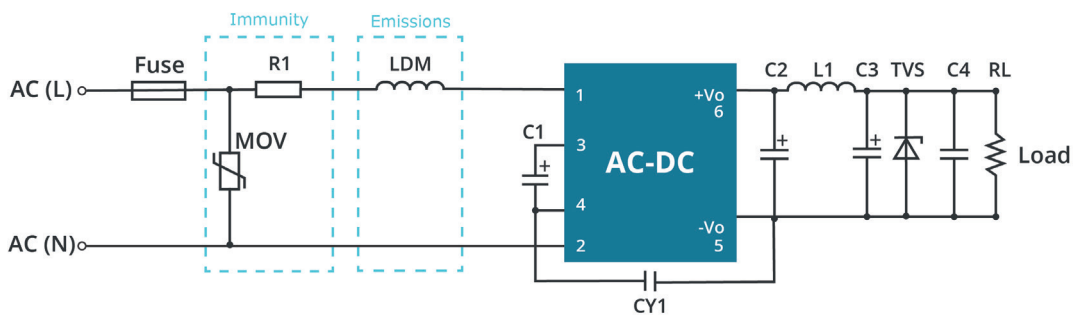 Immunity
Emissions
Fuse
R1
LDM
C2
L1
C3
TVS
C4
RL
AC (L)
1
+Vo
6
MOV
C1
+
3
+
+
AC-DC
Load
4
AC (N)
2
-Vo
5
CY1